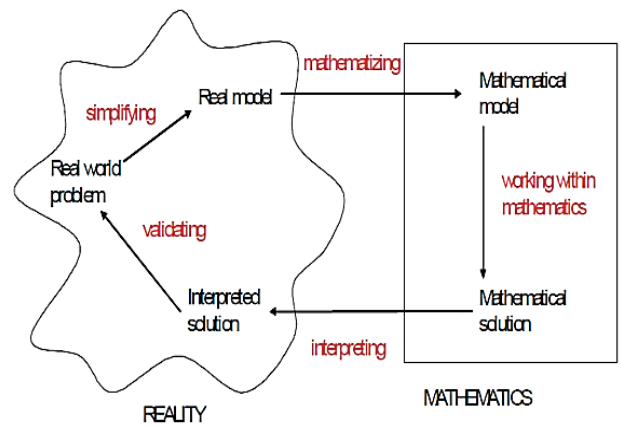 mathematizing
Real model
Mathematical
model
simplifying
Real world
problem
working within
mathematics
validating
Interpreted
solution
Mathematical
solution
interpreting
REALITY
MATHEMATICS